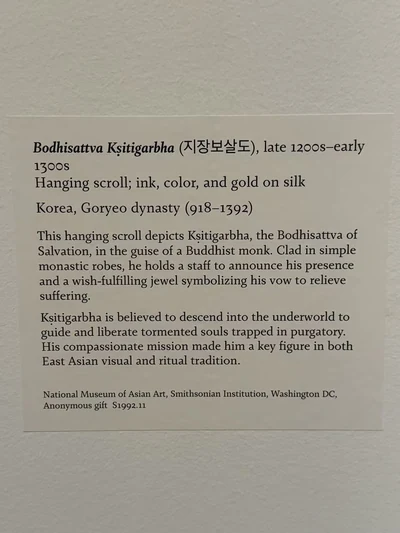 Bodhisattva Kṣitigarbha (지장보살도), late 1200s–early
1300s
Hanging scroll; ink, color, and gold on silk
Korea, Goryeo dynasty (918–1392)
This hanging scroll depicts Kṣitigarbha, the Bodhisattva of
Salvation, in the guise of a Buddhist monk. Clad in simple
monastic robes, he holds a staff to announce his presence
and a wish-fulfilling jewel symbolizing his vow to relieve
suffering.
Kṣitigarbha is believed to descend into the underworld to
guide and liberate tormented souls trapped in purgatory.
His compassionate mission made him a key figure in both
East Asian visual and ritual tradition.
National Museum of Asian Art, Smithsonian Institution, Washington DC,
Anonymous gift S1992.11